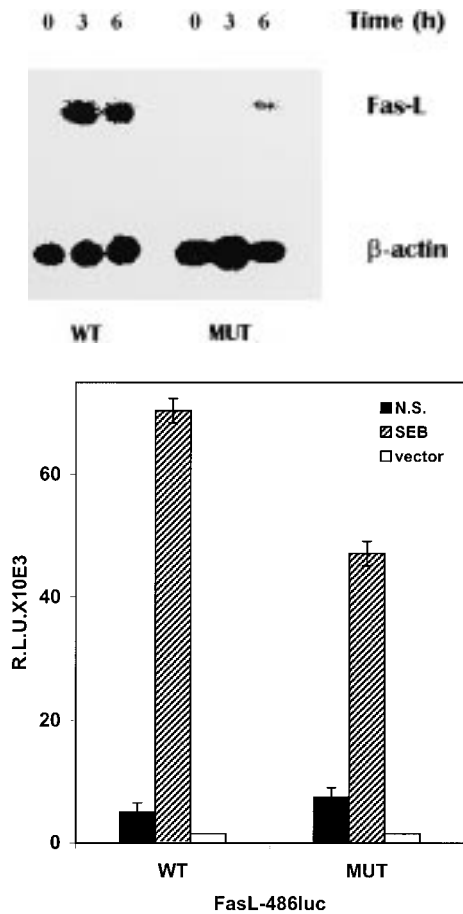 0 3 6 0 3 6 Time (h)
Fas-L
β-actin
WT MUT
N.S.
SEB
vector
60
40
20
0
R.L.U.X10E3
WT MUT
FasL-486luc